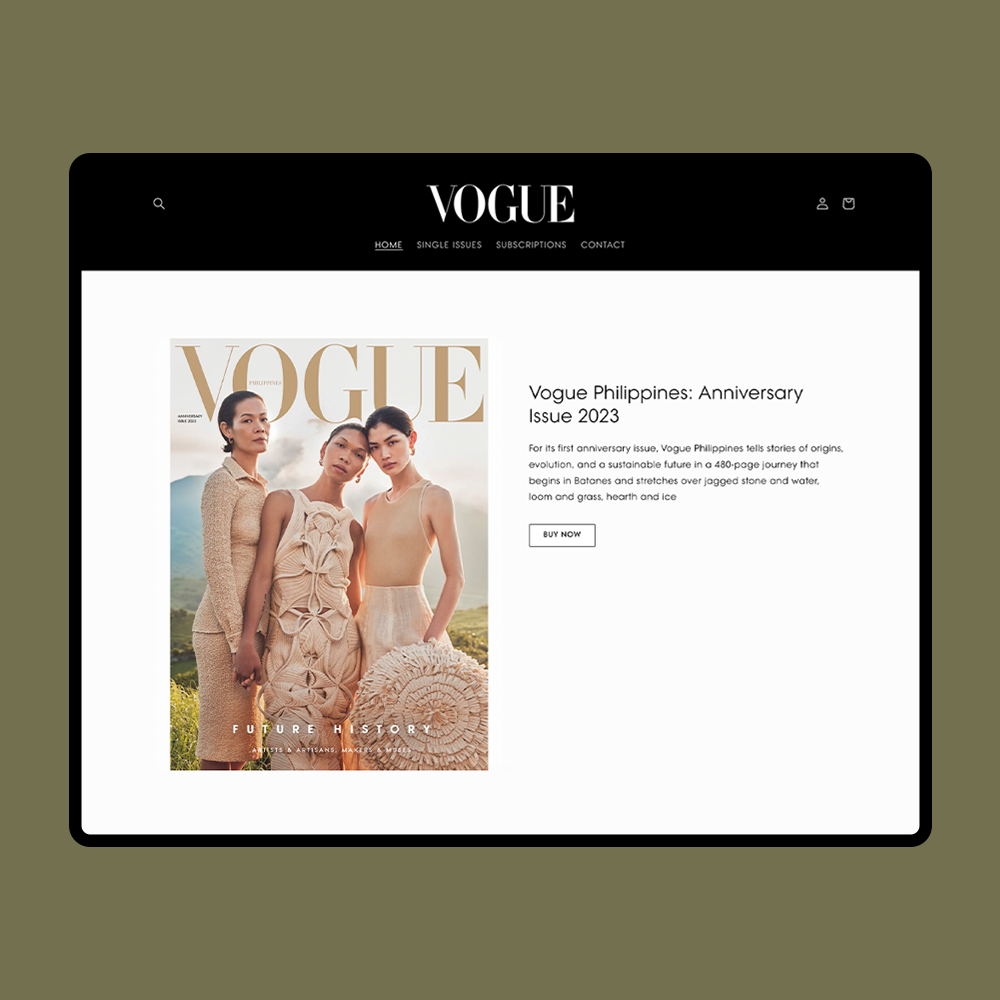 VOGUE
HOME SINGLE ISSUES SUBSCRIPTIONS CONTACT
VOGUE
PHILIPPINES
ANNIVERSARY
ISSUE 2023
FUTURE HISTORY
ARTISTS & ARTISANS, MAKERS & MUSES
Vogue Philippines: Anniversary
Issue 2023
For its first anniversary issue, Vogue Philippines tells stories of origins,
evolution, and a sustainable future in a 480-page journey that
begins in Batanes and stretches over jagged stone and water,
loom and grass, hearth and ice
BUY NOW